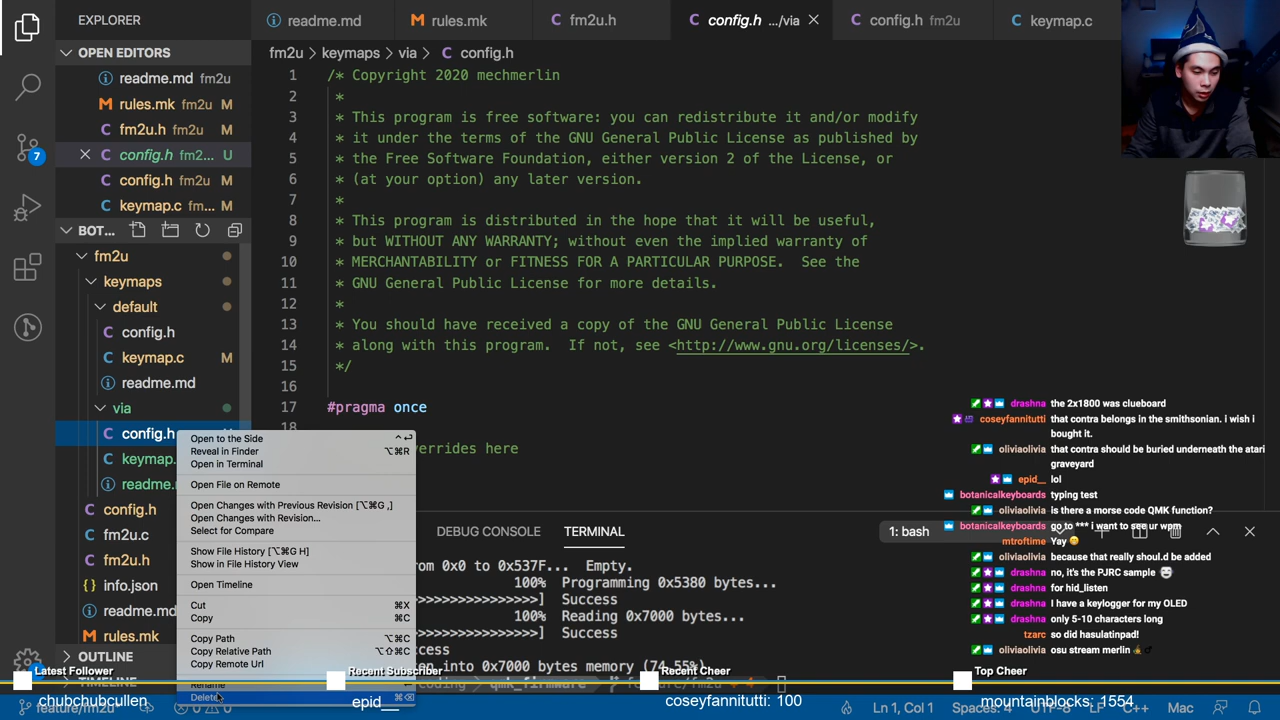 EXPLORER
OPEN EDITORS
readme.md fm2u
rules.mk fm2u M
fm2u.h fm2u M
config.h fm2... U
config.h fm2u M
keymap.c fm... M
BOT...
fm2u
keymaps
default
config.h
keymap.c M
readme.md
via
config.h
keymap.
readme.
config.h
fm2u.c
fm2u.h
info.json
readme.md
rules.mk
OUTLINE
7
readme.md
rules.mk
fm2u.h
config.h .../via
config.h fm2u
keymap.c
fm2u > keymaps > via > config.h
1 /* Copyright 2020 mechmerlin
2 *
3 * This program is free software: you can redistribute it and/or modify
4 * it under the terms of the GNU General Public License as published by
5 * the Free Software Foundation, either version 2 of the License, or
6 * (at your option) any later version.
7 *
8 * This program is distributed in the hope that it will be useful,
9 * but WITHOUT ANY WARRANTY; without even the implied warranty of
10 * MERCHANTABILITY or FITNESS FOR A PARTICULAR PURPOSE.  See the
11 * GNU General Public License for more details.
12 *
13 * You should have received a copy of the GNU General Public License
14 * along with this program.  If not, see <http://www.gnu.org/licenses/>.
15 */
16
17 #pragma once
18
errides here
Open to the Side ^↩
Reveal in Finder ⌥⌘R
Open in Terminal
Open File on Remote
Open Changes with Previous Revision [⌥⌘G ,]
Open Changes with Revision...
Select for Compare
Show File History [⌥⌘G H]
Show in File History View
Open Timeline
Cut ⌘X
Copy ⌘C
Copy Path ⌥⌘C
Copy Relative Path ⌥⇧⌘C
Copy Remote Url
Rename
Delete ⌘⌫
DEBUG CONSOLE TERMINAL
1: bash
om 0x0 to 0x537F...  Empty.
100%  Programming 0x5380 bytes...
>>>>>>>>>>>>>>>>>>]  Success
100%  Reading 0x7000 bytes...
>>>>>>>>>>>>>>>>>>]  Success
ccess
en into 0x7000 bytes memory (74.55%).
coding qmk_firmware feature/fm2u 4
drashna the 2x1800 was clueboard
coseyfannitutti that contra belongs in the smithsonian. i wish i
bought it.
oliviaolivia that contra should be buried underneath the atari
graveyard
epid__ lol
botanicalkeyboards typing test
oliviaolivia is there a morse code QMK function?
botanicalkeyboards go to *** i want to see ur wpm
mtroftime Yay 😊
oliviaolivia because that really shoul.d be added
drashna no, it's the PJRC sample
drashna for hid_listen
drashna I have a keylogger for my OLED
drashna only 5-10 characters long
tzarc so did hasulatinpad!
oliviaolivia osu stream merlin
Latest Follower
chubchubcullen
Recent Subscriber
epid__
Recent Cheer
coseyfannitutti: 100
Top Cheer
mountainblocks: 1554
TIMELINE
feature/fm2u
0 0
Ln 1, Col 1 Spaces: 4 UTF-8 LF C++ Mac